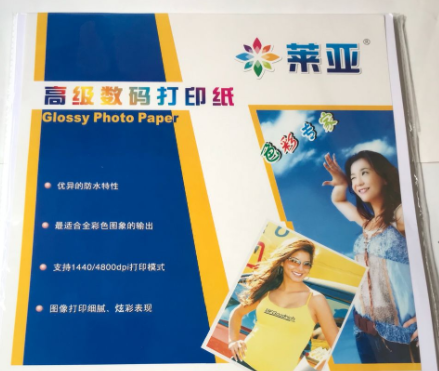 莱亚®
高级数码打印纸
Glossy Photo Paper
色彩专家
优异的防水特性
最适合全彩色图象的输出
支持1440/4800dpi打印模式
图像打印细腻、炫彩表现